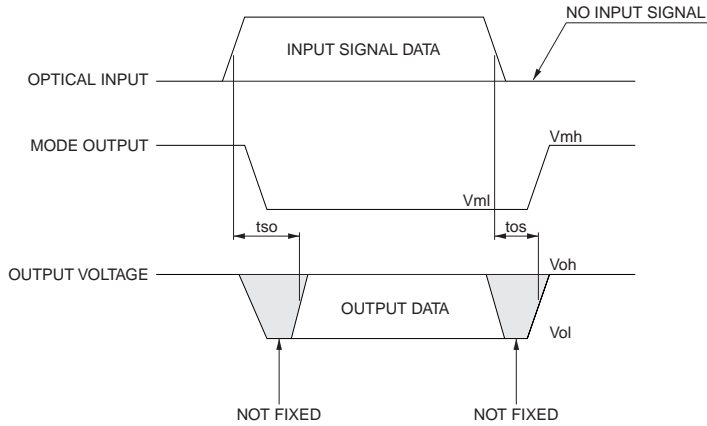 NO INPUT SIGNAL
INPUT SIGNAL DATA
OPTICAL INPUT
MODE OUTPUT
Vmh
Vml
tso
tos
OUTPUT VOLTAGE
Voh
OUTPUT DATA
Vol
NOT FIXED
NOT FIXED